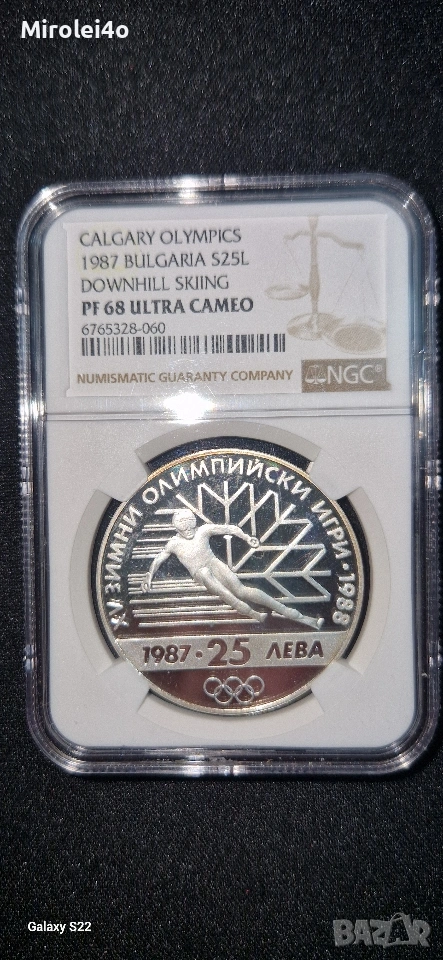 Mirolei4o
CALGARY OLYMPICS
1987 BULGARIA S25L
DOWNHILL SKIING
PF 68 ULTRA CAMEO
6765328-060
NUMISMATIC GUARANTY COMPANY
NGC
XV ЗИМНИ ОЛИМПИЙСКИ ИГРИ · 1988
1987 · 25 ЛЕВА
Galaxy S22
BAZAR